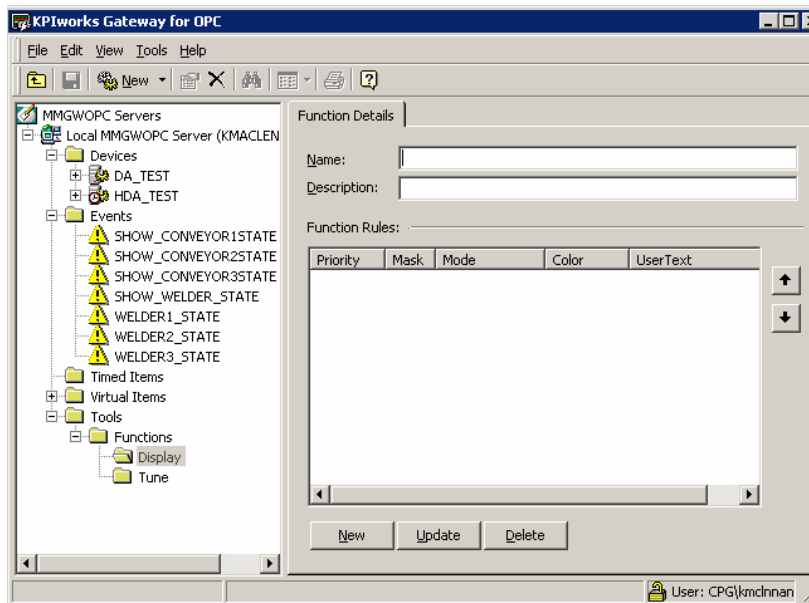 KPIworks Gateway for OPC
File Edit View Tools Help
New
MMGWOPC Servers
Local MMGWOPC Server (KMACLEN
Devices
DA_TEST
HDA_TEST
Events
SHOW_CONVEYOR1STATE
SHOW_CONVEYOR2STATE
SHOW_CONVEYOR3STATE
SHOW_WELDER_STATE
WELDER1_STATE
WELDER2_STATE
WELDER3_STATE
Timed Items
Virtual Items
Tools
Functions
Display
Tune
Function Details
Name:
Description:
Function Rules:
Priority Mask Mode Color UserText
New Update Delete
User: CPG\kmclnnan